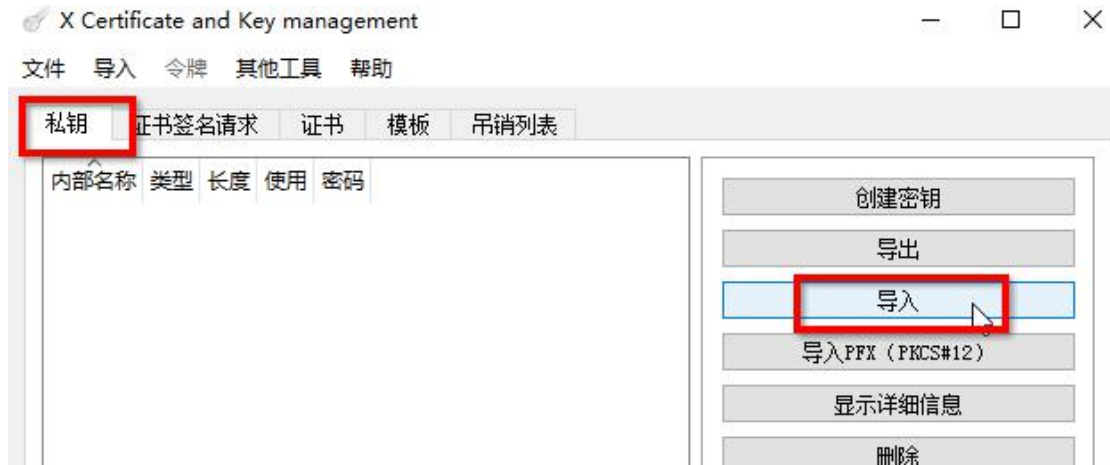 X Certificate and Key management
文件 导入 令牌 其他工具 帮助
私钥 证书签名请求 证书 模板 吊销列表
内部名称 类型 长度 使用 密码
创建密钥
导出
导入
导入PFX (PKCS#12)
显示详细信息
删除